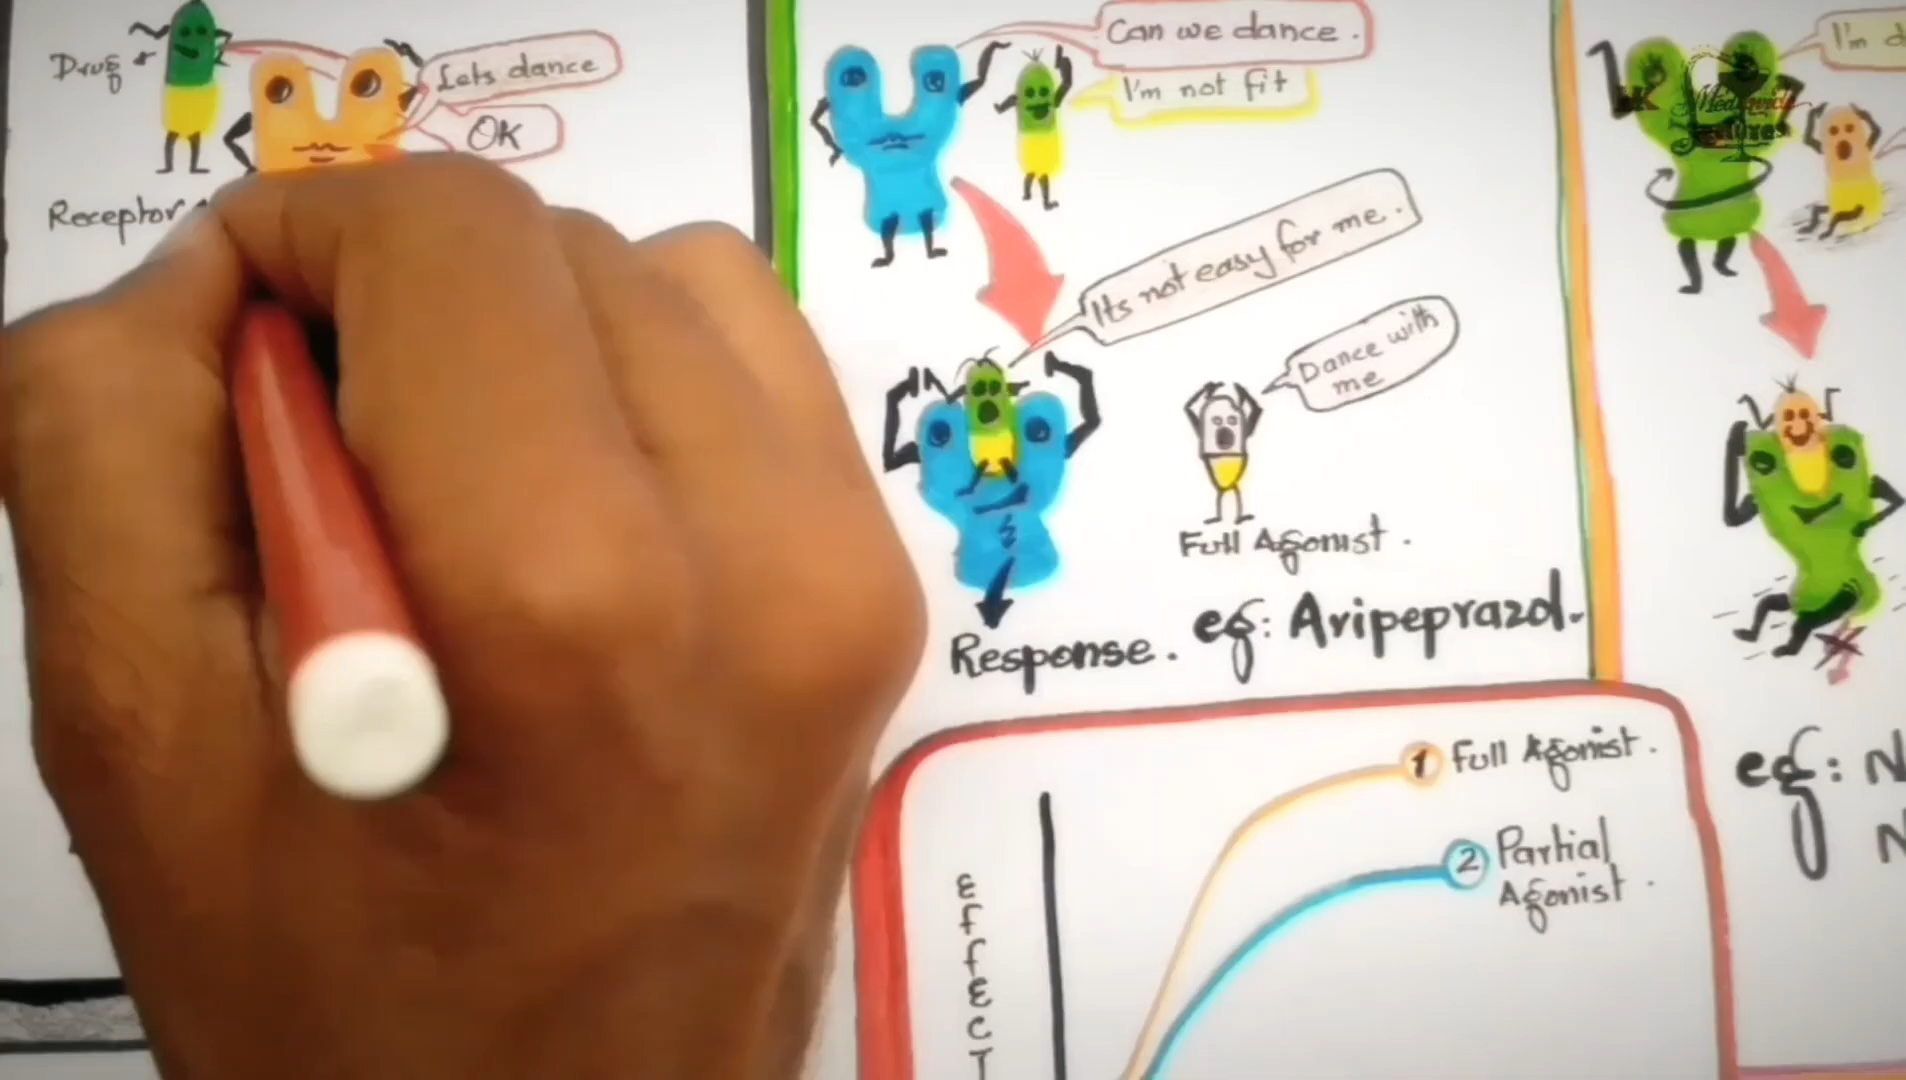 Drug
Lets dance
OK
Receptor
Can we dance.
I'm not fit
Its not easy for me.
Dance with
me
Full Agonist.
Response.
eg: Aripeprazol.
I'm d
eg: N
N
1 Full Agonist.
2 Partial
Agonist.
EffECT